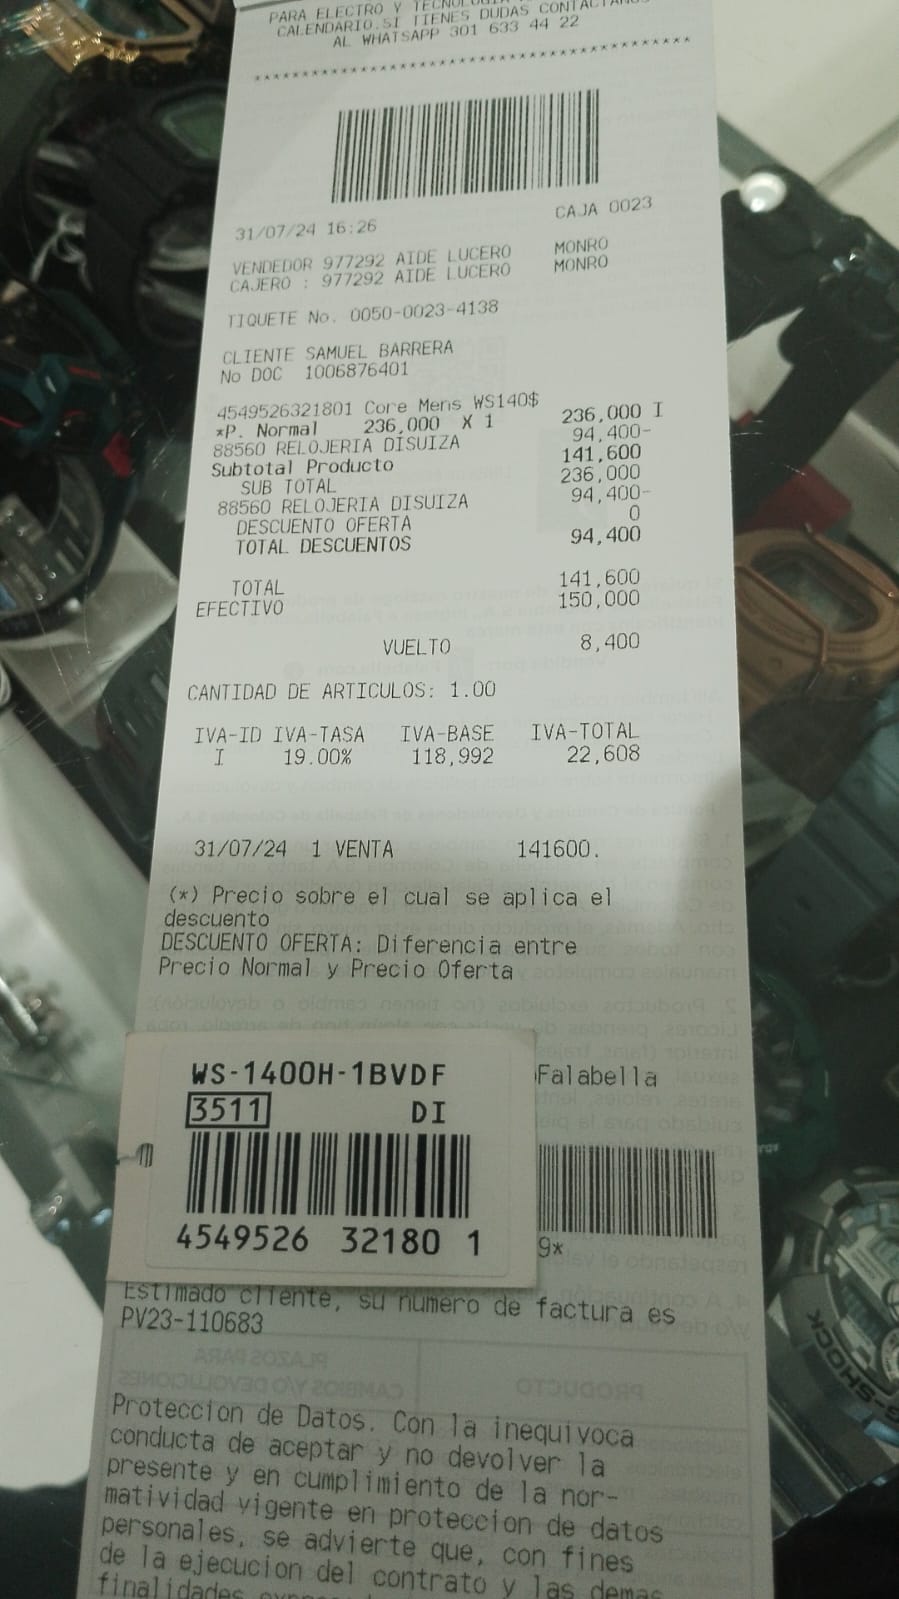 PARA ELECTRO Y
CALENDARIO.SI TIENES DUDAS
AL WHATSAPP 301 633 44 22
****************************************
31/07/24 16:26 CAJA 0023
VENDEDOR 977292 AIDE LUCERO MONRO
CAJERO : 977292 AIDE LUCERO MONRO
TIQUETE No. 0050-0023-4138
CLIENTE SAMUEL BARRERA
No DOC 1006876401
4549526321801 Core Mens WS140$ 236,000 I
*P. Normal 236,000 X 1
88560 RELOJERIA DISUIZA 94,400-
Subtotal Producto 141,600
SUB TOTAL 236,000
88560 RELOJERIA DISUIZA 94,400-
DESCUENTO OFERTA 0
TOTAL DESCUENTOS 94,400
TOTAL 141,600
EFECTIVO 150,000
VUELTO 8,400
CANTIDAD DE ARTICULOS: 1.00
IVA-ID IVA-TASA IVA-BASE IVA-TOTAL
I 19.00% 118,992 22,608
31/07/24 1 VENTA 141600.
(*) Precio sobre el cual se aplica el
descuento
DESCUENTO OFERTA: Diferencia entre
Precio Normal y Precio Oferta
Falabella
WS-1400H-1BVDF
3511 DI
4549526 32180 1
9*
Estimado cliente, su numero de factura es
PV23-110683
Proteccion de Datos. Con la inequivoca
conducta de aceptar y no devolver la
presente y en cumplimiento de la nor-
matividad vigente en proteccion de datos
personales, se advierte que, con fines
de la ejecucion del contrato y las demas
finalidades
G-SHOCK